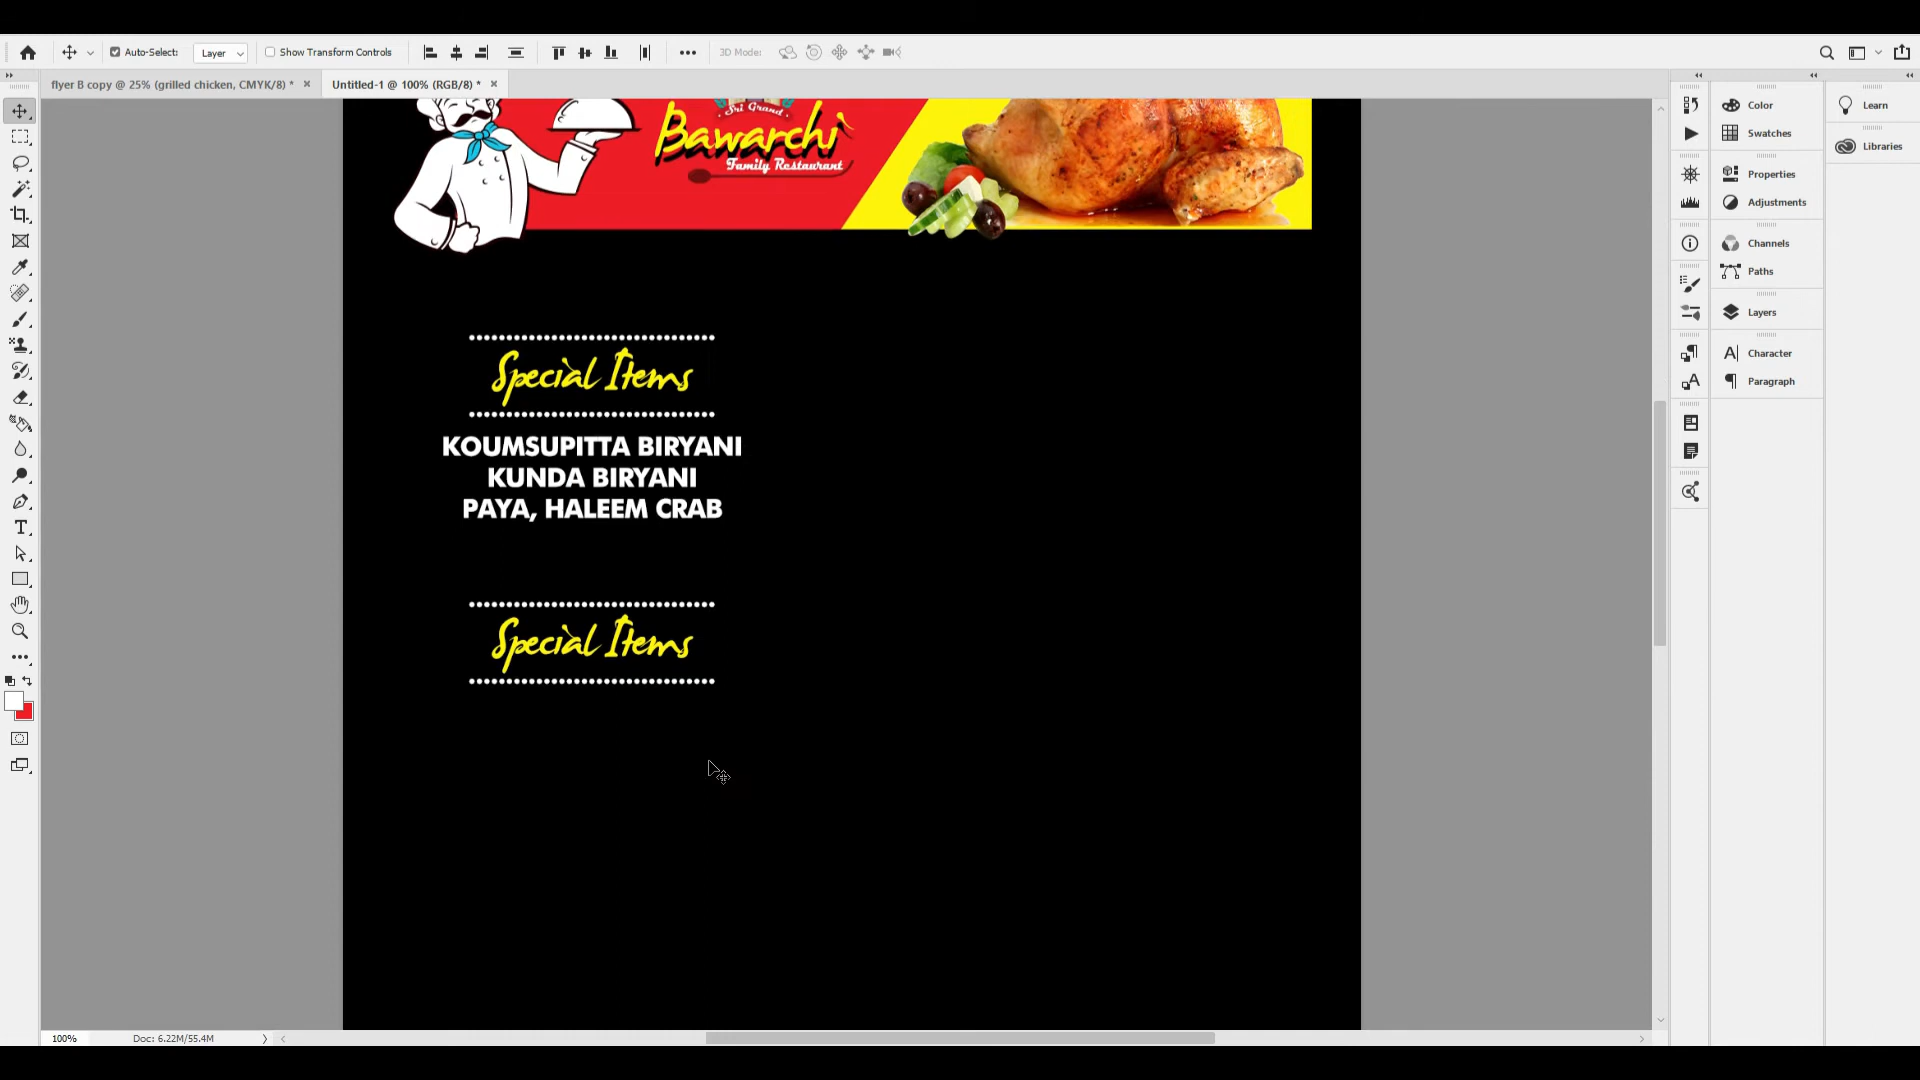 Auto-Select:
Layer
Show Transform Controls
3D Mode:
flyer B copy @ 25% (grilled chicken, CMYK/8) *
Untitled-1 @ 100% (RGB/8) *
Color
Learn
Swatches
Libraries
Properties
Adjustments
Channels
Paths
Layers
Character
Paragraph
Sri Grand
Bawarchi
Family Restaurant
Special Items
KOUMSUPITTA BIRYANI
KUNDA BIRYANI
PAYA, HALEEM CRAB
Special Items
100%
Doc: 6.22M/55.4M